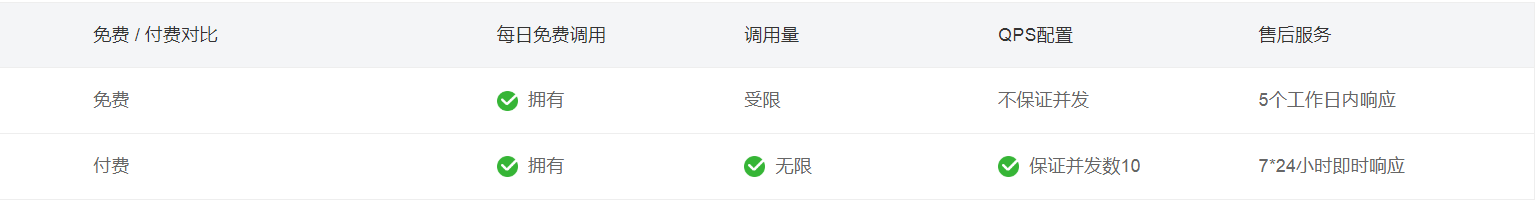 免费 / 付费对比 每日免费调用 调用量 QPS配置 售后服务
免费 拥有 受限 不保证并发 5个工作日内响应
付费 拥有 无限 保证并发数10 7*24小时即时响应